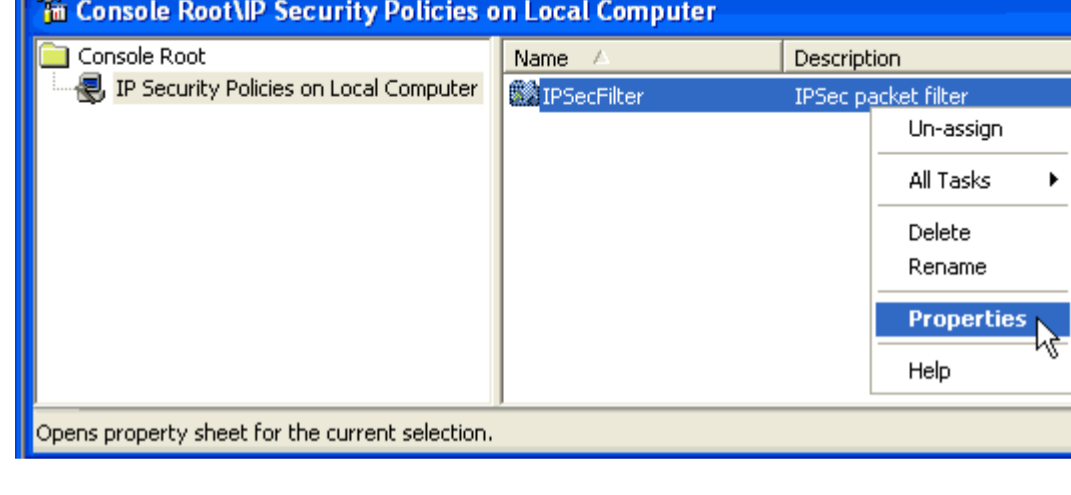 Console Root\IP Security Policies on Local Computer
Console Root
IP Security Policies on Local Computer
Name Description
IPSecFilter IPSec packet filter
Un-assign
All Tasks
Delete
Rename
Properties
Help
Opens property sheet for the current selection.